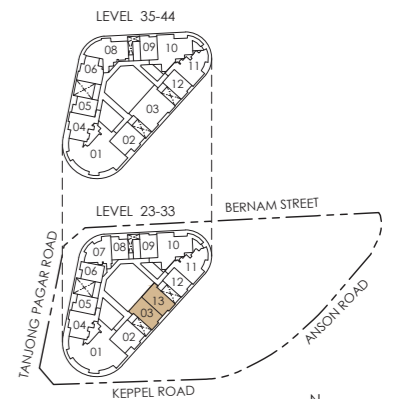 LEVEL 35-44
08 09 10
06 11
12
05 03
04
02
01
LEVEL 23-33
BERNAM STREET
TANJONG PAGAR ROAD
07 08 09 10
06 11
12
05 13
03
04
02
01
ANSON ROAD
KEPPEL ROAD
N